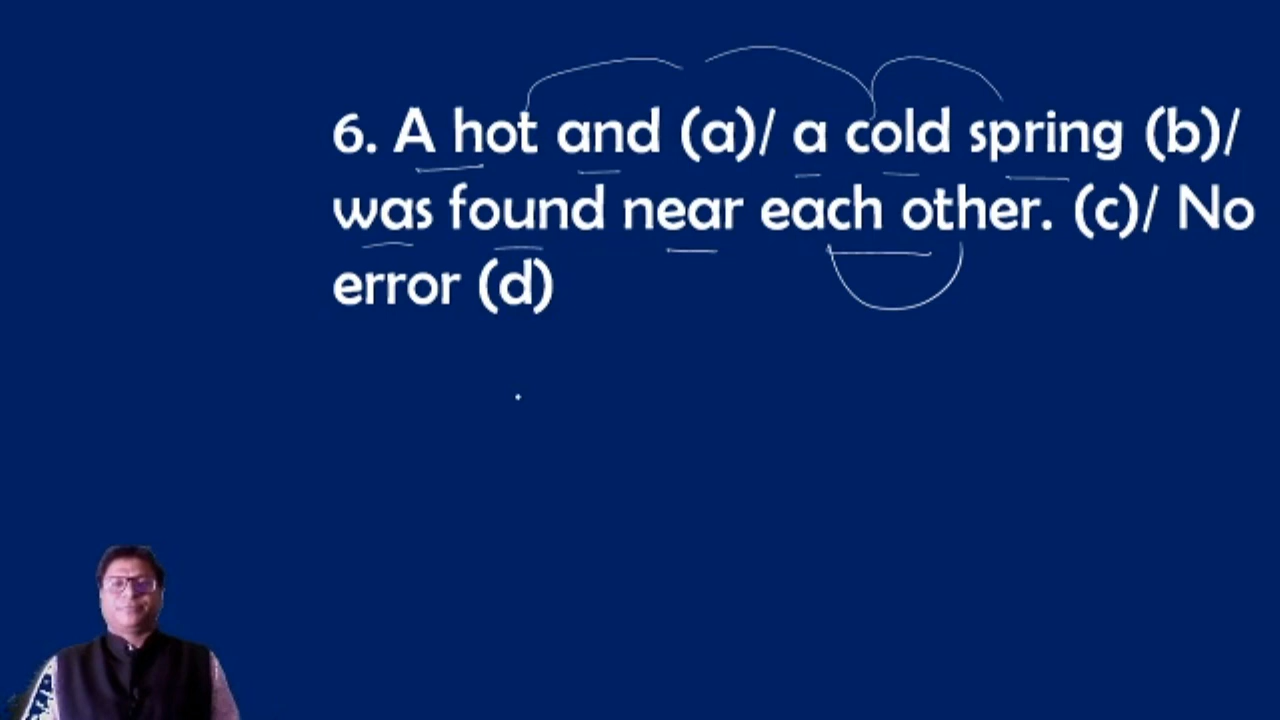 6. A hot and (a)/ a cold spring (b)/
was found near each other. (c)/ No
error (d)